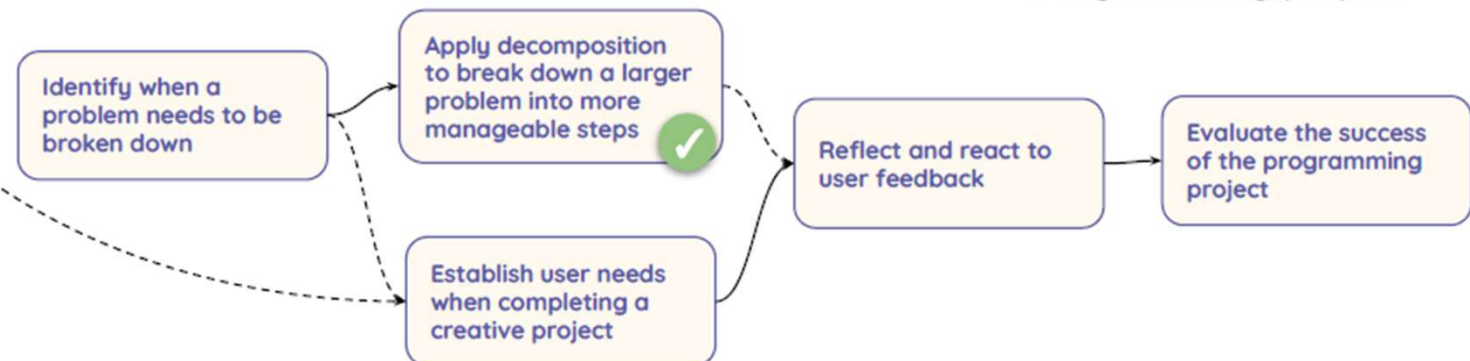 Identify when a
problem needs to be
broken down
Apply decomposition
to break down a larger
problem into more
manageable steps
Establish user needs
when completing a
creative project
Reflect and react to
user feedback
Evaluate the success
of the programming
project